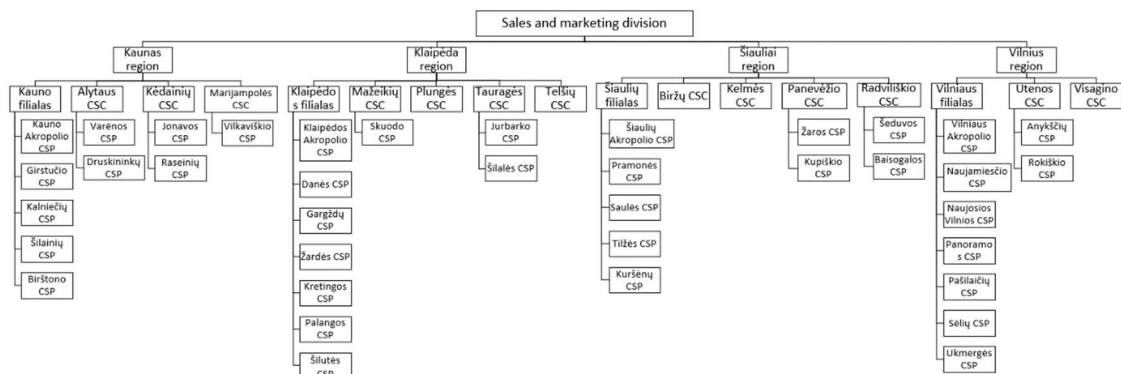 Sales and marketing division
Kaunas
region
Klaipėda
region
Šiauliai
region
Vilnius
region
Kauno
filialas
Alytaus
CSC
Kėdainių
CSC
Marijampolės
CSC
Klaipėdo
s filialas
Mažeikių
CSC
Plungės
CSC
Tauragės
CSC
Telšių
CSC
Šiaulių
filialas
Biržų CSC
Kelmės
CSC
Panevėžio
CSC
Radviliškio
CSC
Vilniaus
filialas
Utenos
CSC
Visagino
CSC
Kauno
Akropolio
CSP
Girstučio
CSP
Kalniečių
CSP
Šilainių
CSP
Birštono
CSP
Varėnos
CSP
Druskininkų
CSP
Jonavos
CSP
Raseinių
CSP
Vilkaviškio
CSP
Klaipėdos
Akropolio
CSP
Danės CSP
Gargždų
CSP
Žardės CSP
Kretingos
CSP
Palangos
CSP
Šilutės
CSP
Skuodo
CSP
Jurbarko
CSP
Šilalės CSP
Šiaulių
Akropolio CSP
Pramonės
CSP
Saulės CSP
Tilžės CSP
Kuršėnų CSP
Žaros CSP
Kupiškio
CSP
Šeduvos
CSP
Baisogalos
CSP
Vilniaus
Akropolio CSP
Naujamiesčio
CSP
Naujosios
Vilnios CSP
Panoramo
s CSP
Pašilaičių
CSP
Sėlių CSP
Ukmergės
CSP
Anykščių
CSP
Rokiškio
CSP